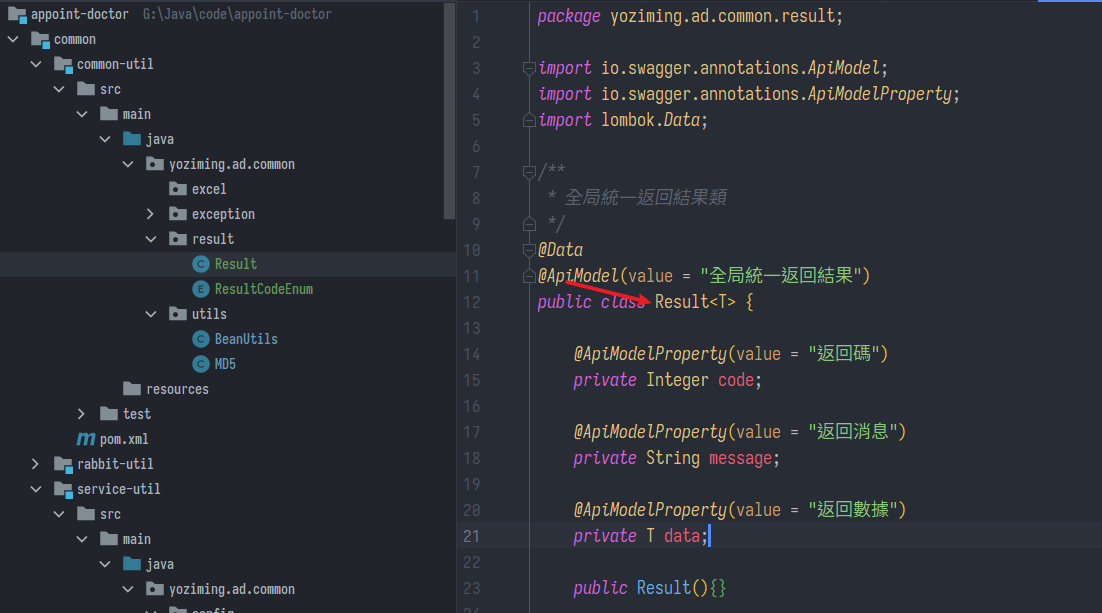 appoint-doctor G:\Java\code\appoint-doctor
common
common-util
src
main
java
yoziming.ad.common
excel
exception
result
Result
ResultCodeEnum
utils
BeanUtils
MD5
resources
test
pom.xml
rabbit-util
service-util
src
main
java
yoziming.ad.common
1 package yoziming.ad.common.result;
2
3 import io.swagger.annotations.ApiModel;
4 import io.swagger.annotations.ApiModelProperty;
5 import lombok.Data;
6
7 /**
8 * 全局統一返回結果類
9 */
10 @Data
11 @ApiModel(value = "全局統一返回結果")
12 public class Result<T> {
13
14 @ApiModelProperty(value = "返回碼")
15 private Integer code;
16
17 @ApiModelProperty(value = "返回消息")
18 private String message;
19
20 @ApiModelProperty(value = "返回數據")
21 private T data;
22
23 public Result(){}